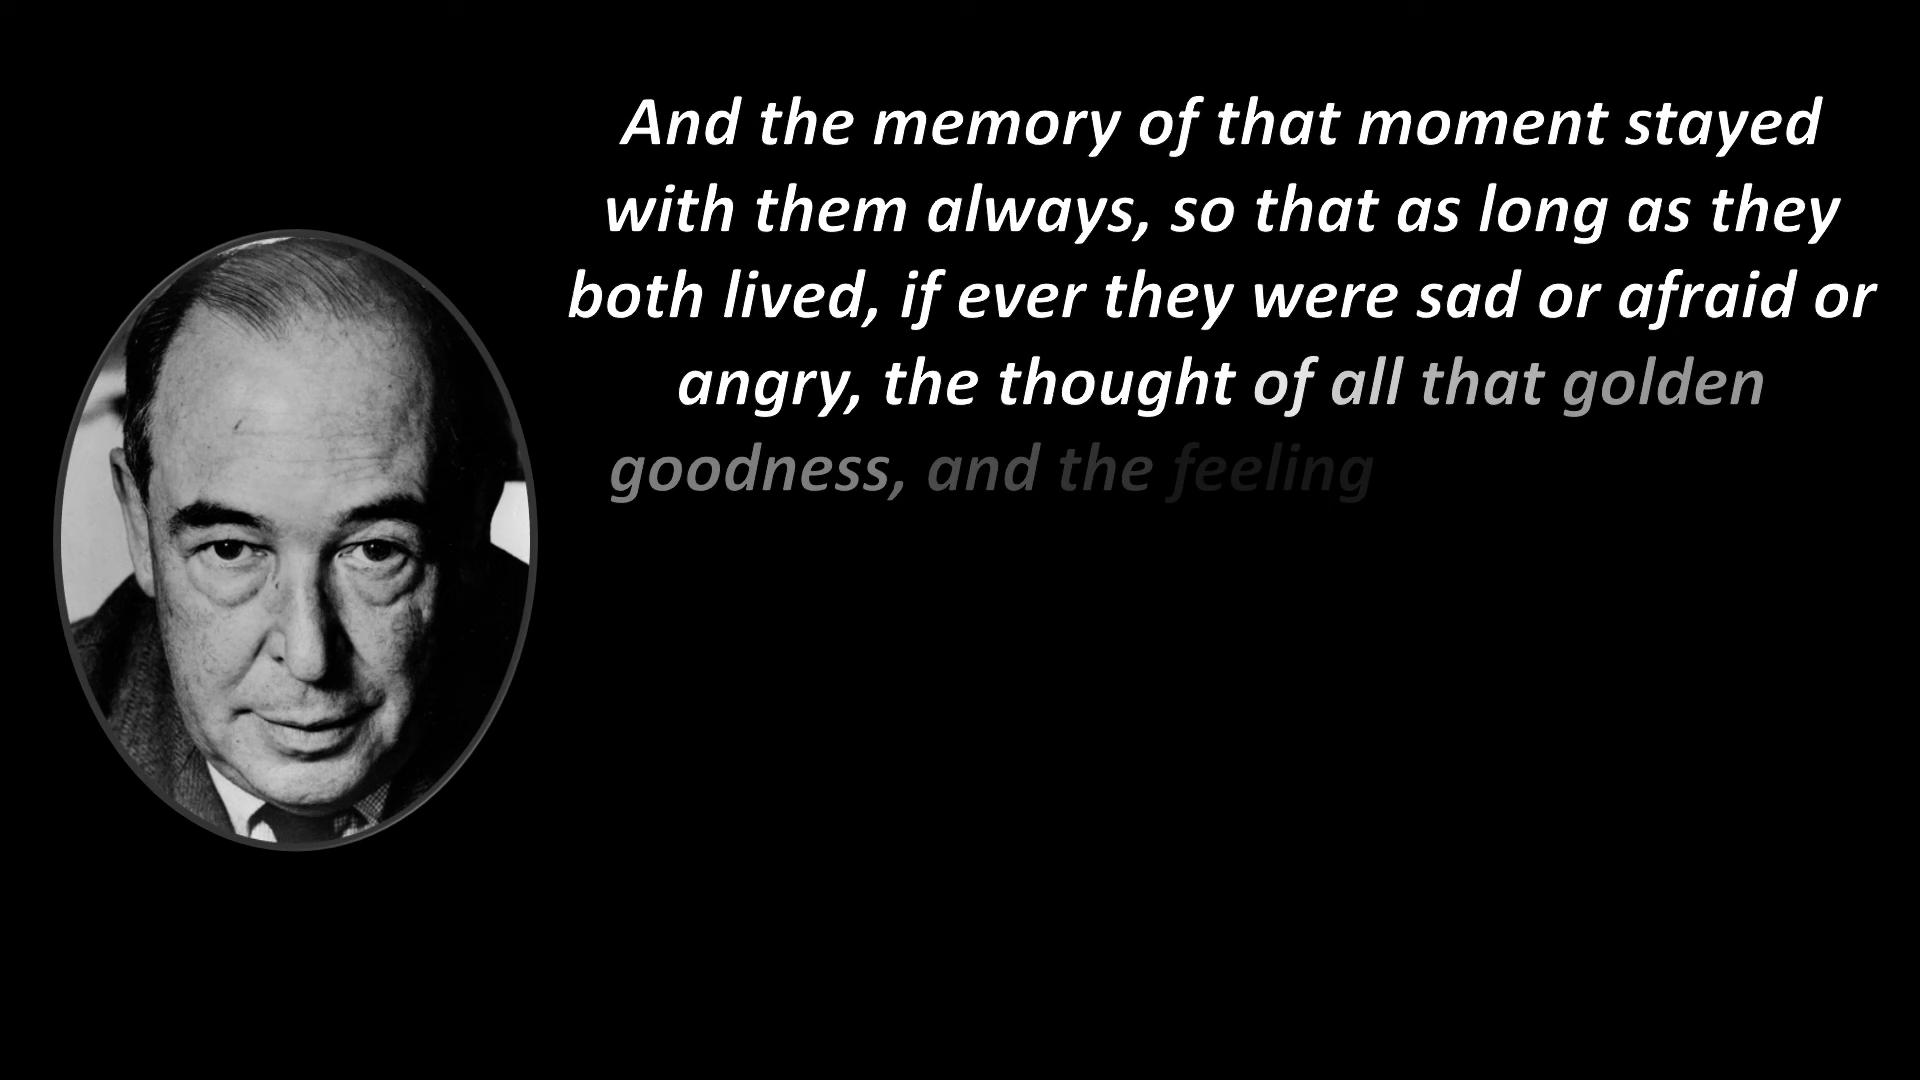 And the memory of that moment stayed
with them always, so that as long as they
both lived, if ever they were sad or afraid or
angry, the thought of all that golden
goodness, and the feeling